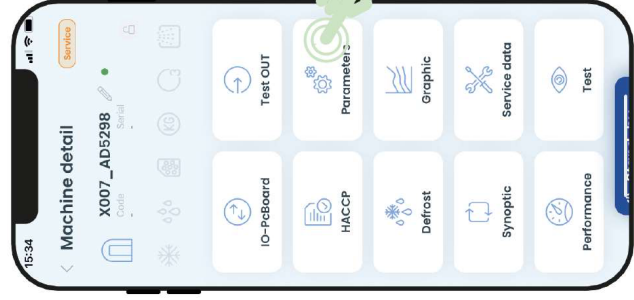 15:34
Machine detail
Service
X007_AD5298
Code
Serial
-
-
KG
IO-PcBoard
Test OUT
HACCP
Parameters
Defrost
Graphic
Synoptic
Service data
Performance
Test